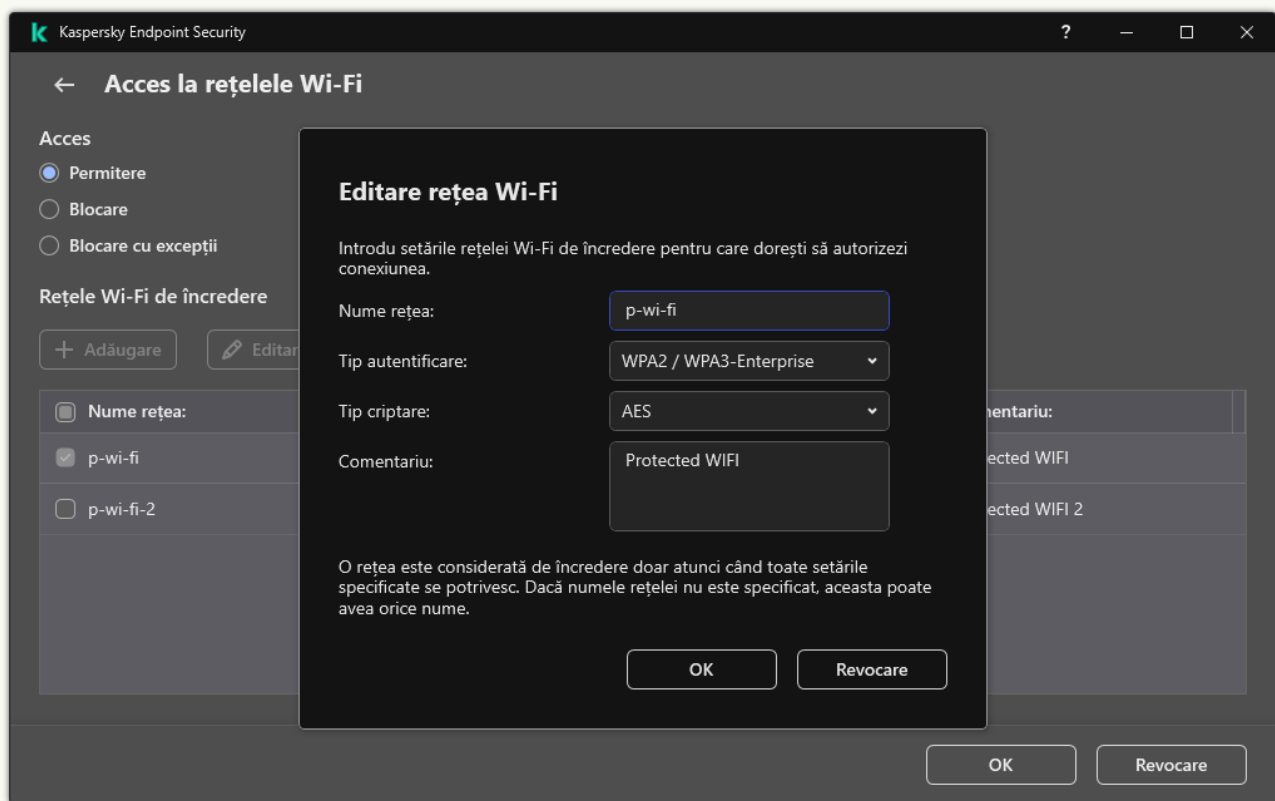 Kaspersky Endpoint Security
?
Acces la rețelele Wi-Fi
Acces
Permitere
Blocare
Blocare cu excepții
Rețele Wi-Fi de încredere
Adăugare
Editar
Nume rețea:
nentariu:
p-wi-fi
ected WIFI
p-wi-fi-2
ected WIFI 2
Editare rețea Wi-Fi
Introdu setările rețelei Wi-Fi de încredere pentru care dorești să autorizezi
conexiunea.
Nume rețea:
p-wi-fi
Tip autentificare:
WPA2 / WPA3-Enterprise
Tip criptare:
AES
Comentariu:
Protected WIFI
O rețea este considerată de încredere doar atunci când toate setările
specificate se potrivesc. Dacă numele rețelei nu este specificat, aceasta poate
avea orice nume.
OK
Revocare
OK
Revocare